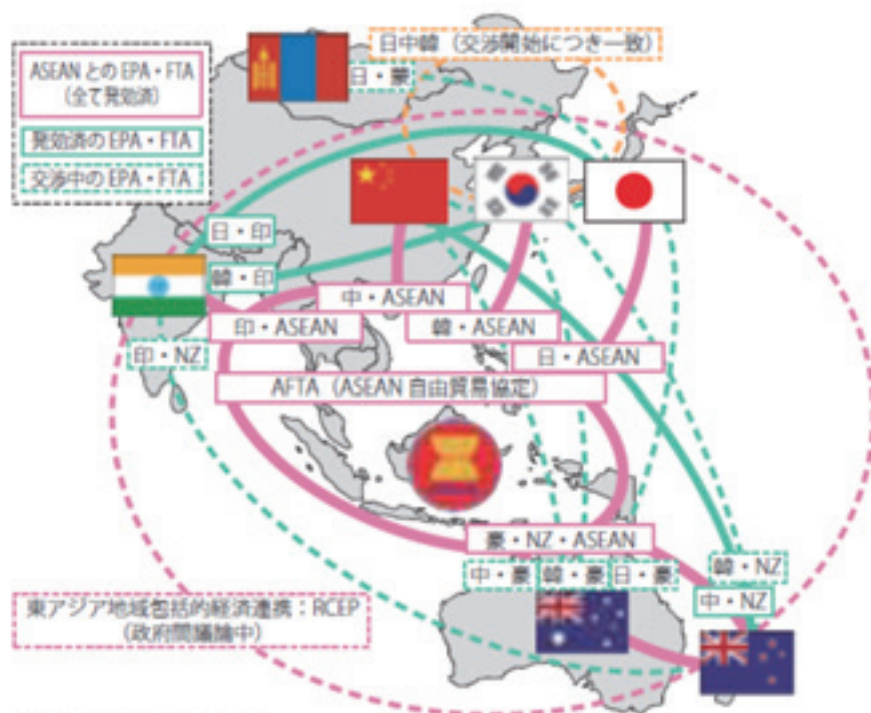 日中韓（交渉開始につき一致）
ASEANとのEPA・FTA
（全て発効済）
日・蒙
発効済のEPA・FTA
交渉中のEPA・FTA
日・印
韓・印
中・ASEAN
印・ASEAN
韓・ASEAN
印・NZ
日・ASEAN
AFTA（ASEAN自由貿易協定）
豪・NZ・ASEAN
中・豪
韓・豪
日・豪
韓・NZ
中・NZ
東アジア地域包括的経済連携：RCEP
（政府間議論中）